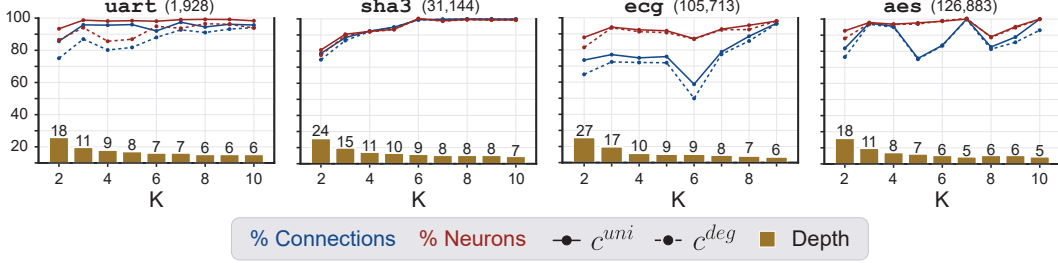 uart (1,928) sha3 (31,144) ecg (105,713) aes (126,883)
100
80
60
40
20
18 11 9 8 7 7 6 6 6
24 15 11 10 9 8 8 8 7
27 17 10 9 9 8 7 6
18 11 8 7 6 5 6 6 5
2 4 6 8 10 2 4 6 8 10 2 4 6 8 2 4 6 8 10
K K K K
% Connections % Neurons c^uni c^deg Depth